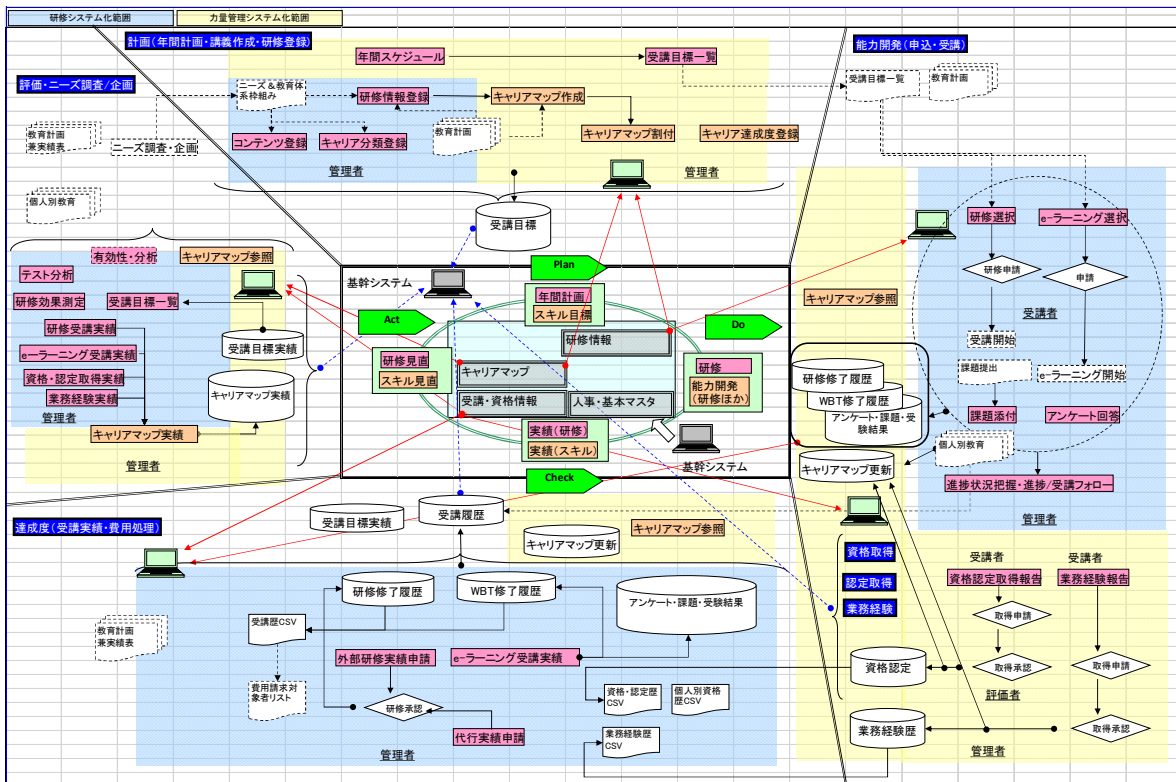 研修システム化範囲
力量管理システム化範囲
計画(年間計画・講義作成・研修登録)
年間スケジュール
受講目標一覧
ニーズ&教育体
系枠組み
研修情報登録
キャリアマップ作成
コンテンツ登録
キャリア分類登録
教育計画
キャリアマップ割付
キャリア達成度登録
管理者
管理者
受講目標
評価・ニーズ調査/企画
教育計画
兼実績表
ニーズ調査・企画
個人別教育
有効性・分析
キャリアマップ参照
テスト分析
研修効果測定
受講目標一覧
研修受講実績
eーラーニング受講実績
資格・認定取得実績
業務経験実績
管理者
受講目標実績
キャリアマップ実績
キャリアマップ実績
管理者
基幹システム
Plan
年間計画
スキル目標
Act
Do
研修情報
研修見直
スキル見直
キャリアマップ
受講・資格情報
人事・基本マスタ
研修
能力開発
(研修ほか)
実績(研修)
実績(スキル)
Check
基幹システム
能力開発(申込・受講)
受講目標一覧
教育計画
研修選択
e-ラーニング選択
研修申請
申請
受講者
キャリアマップ参照
受講開始
課題提出
e-ラーニング開始
研修修了履歴
WBT修了履歴
アンケート・課題・受
験結果
課題添付
アンケート回答
個人別教育
キャリアマップ更新
進捗状況把握・進捗/受講フォロー
管理者
達成度(受講実績・費用処理)
受講目標実績
受講履歴
キャリアマップ更新
キャリアマップ参照
研修修了履歴
WBT修了履歴
アンケート・課題・受験結果
受講歴CSV
教育計画
兼実績表
外部研修実績申請
e-ラーニング受講実績
費用請求対
象者リスト
研修承認
代行実績申請
管理者
資格・認定歴
CSV
個人別資格
歴CSV
業務経験歴
CSV
資格取得
認定取得
業務経験
受講者
受講者
資格認定取得報告
業務経験報告
取得申請
取得承認
取得申請
評価者
取得承認
資格認定
業務経験歴
管理者